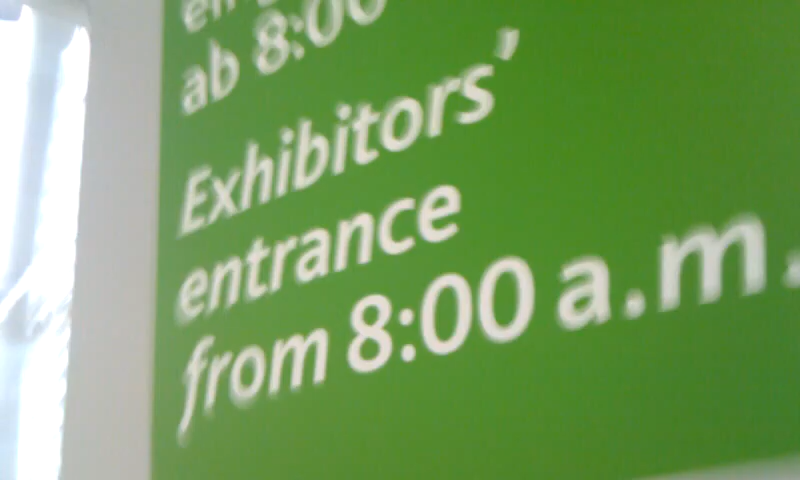 ab 8:00
Exhibitors’
entrance
from 8:00 a.m.